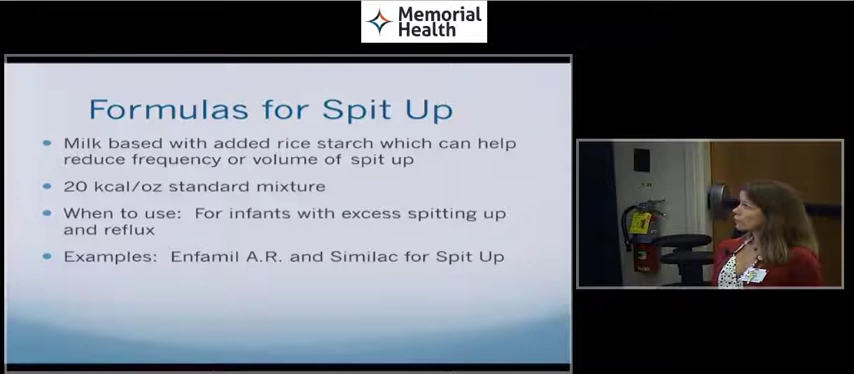 Memorial
Health
Formulas for Spit Up
Milk based with added rice starch which can help
reduce frequency or volume of spit up
20 kcal/oz standard mixture
When to use: For infants with excess spitting up
and reflux
Examples: Enfamil A.R. and Similac for Spit Up